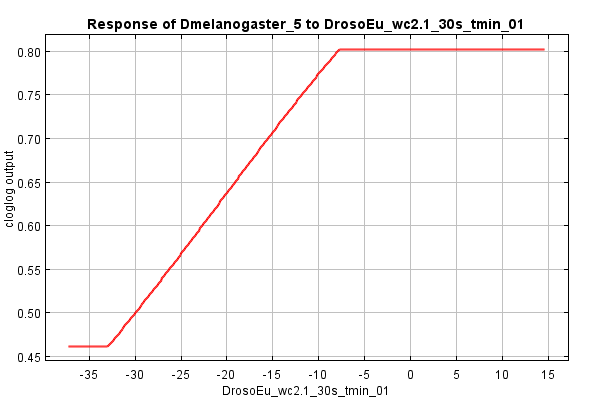 Response of Dmelanogaster_5 to DrosoEu_wc2.1_30s_tmin_01
cloglog output
0.80
0.75
0.70
0.65
0.60
0.55
0.50
0.45
-35 -30 -25 -20 -15 -10 -5 0 5 10 15
DrosoEu_wc2.1_30s_tmin_01